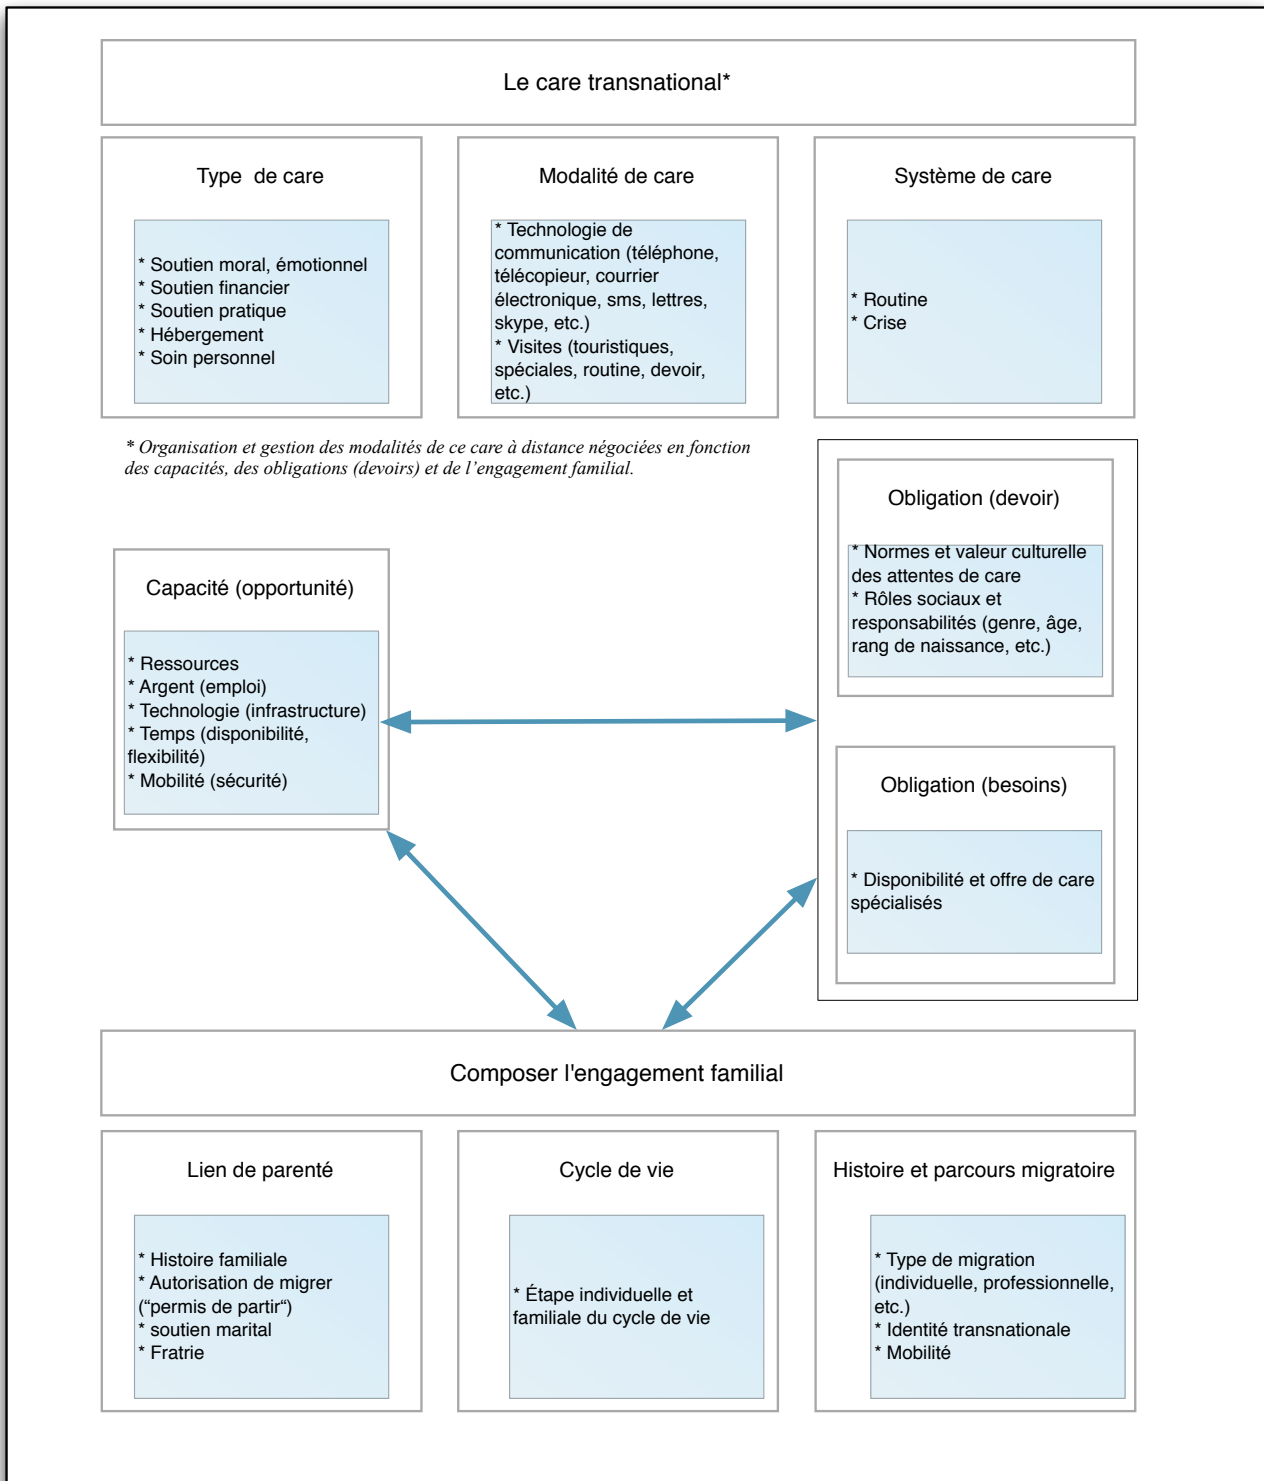 Le care transnational*
Type de care
* Soutien moral, émotionnel
* Soutien financier
* Soutien pratique
* Hébergement
* Soin personnel
Modalité de care
* Technologie de
communication (téléphone,
télécopieur, courrier
électronique, sms, lettres,
skype, etc.)
* Visites (touristiques,
spéciales, routine, devoir,
etc.)
Système de care
* Routine
* Crise
* Organisation et gestion des modalités de ce care à distance négociées en fonction
des capacités, des obligations (devoirs) et de l’engagement familial.
Capacité (opportunité)
* Ressources
* Argent (emploi)
* Technologie (infrastructure)
* Temps (disponibilité,
flexibilité)
* Mobilité (sécurité)
Obligation (devoir)
* Normes et valeur culturelle
des attentes de care
* Rôles sociaux et
responsabilités (genre, âge,
rang de naissance, etc.)
Obligation (besoins)
* Disponibilité et offre de care
spécialisés
Composer l'engagement familial
Lien de parenté
* Histoire familiale
* Autorisation de migrer
(“permis de partir“)
* soutien marital
* Fratrie
Cycle de vie
* Étape individuelle et
familiale du cycle de vie
Histoire et parcours migratoire
* Type de migration
(individuelle, professionnelle,
etc.)
* Identité transnationale
* Mobilité